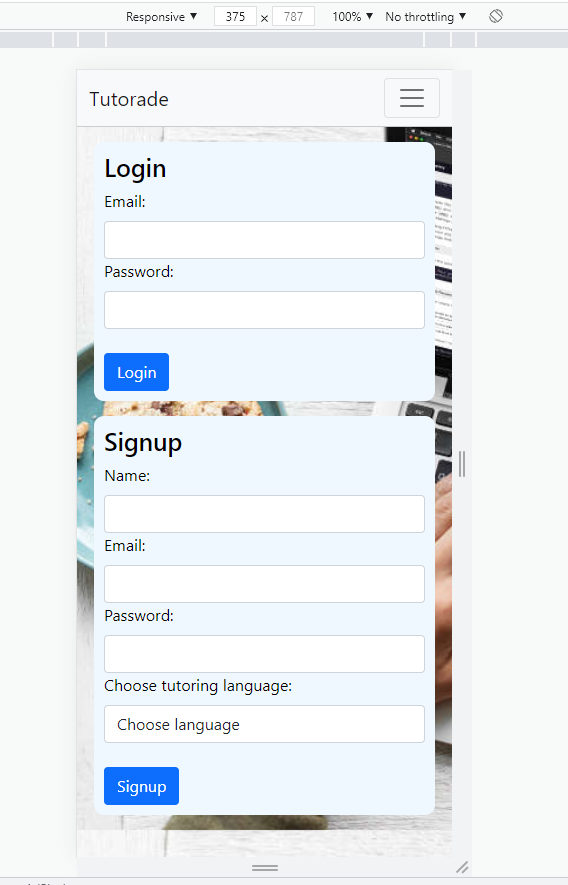 Responsive ▼ 375 × 787 100% ▼ No throttling ▼
Tutorade
Login
Email:
Password:
Login
Signup
Name:
Email:
Password:
Choose tutoring language:
Choose language
Signup